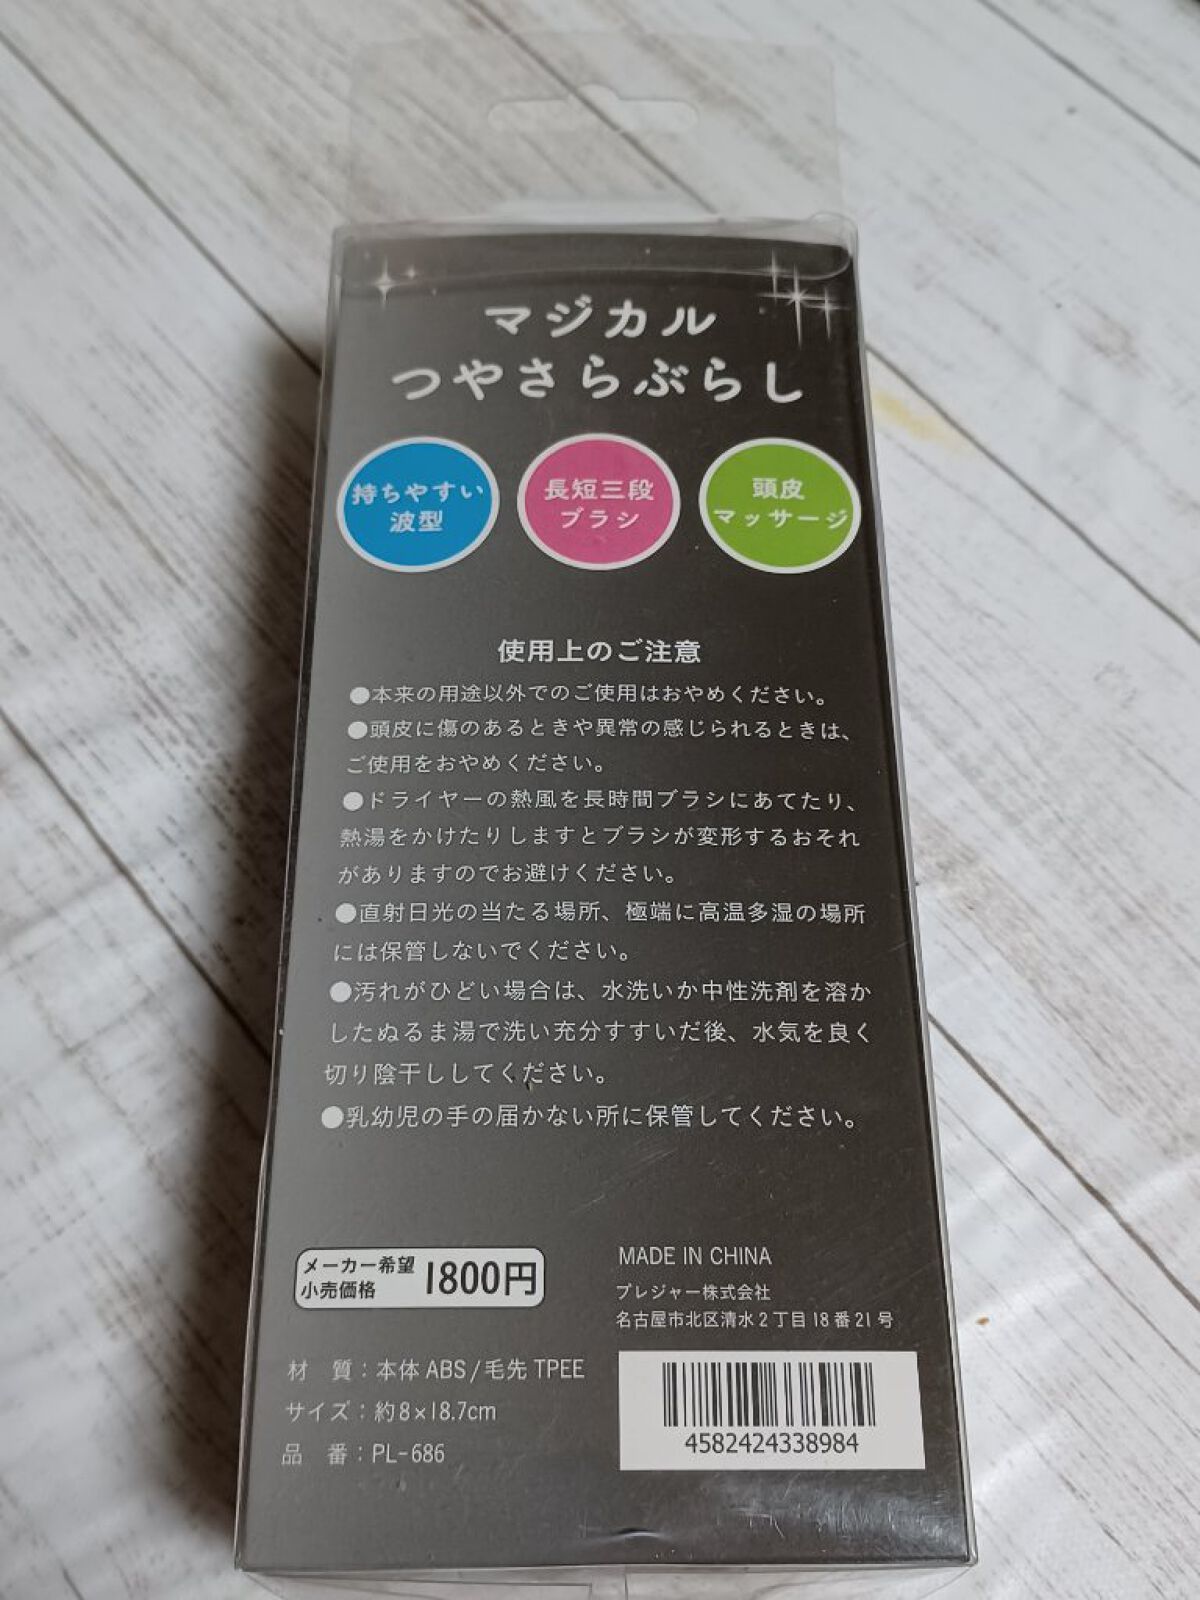 マジカル
つやさらぶらし
持ちやすい
波型
長短三段
ブラシ
頭皮
マッサージ
使用上のご注意
●本来の用途以外でのご使用はおやめください。
●頭皮に傷のあるときや異常の感じられるときは、
ご使用をおやめください。
●ドライヤーの熱風を長時間ブラシにあてたり、
熱湯をかけたりしますとブラシが変形するおそれ
がありますのでお避けください。
●直射日光の当たる場所、極端に高温多湿の場所
には保管しないでください。
●汚れがひどい場合は、水洗いか中性洗剤を溶か
したぬるま湯で洗い充分すすいだ後、水気を良く
切り陰干ししてください。
●乳幼児の手の届かない所に保管してください。
メーカー希望
小売価格 1800円
MADE IN CHINA
プレジャー株式会社
名古屋市北区清水2丁目18番21号
材 質：本体 ABS / 毛先 TPEE
サイズ：約8×18.7cm
品 番：PL-686
4582424338984